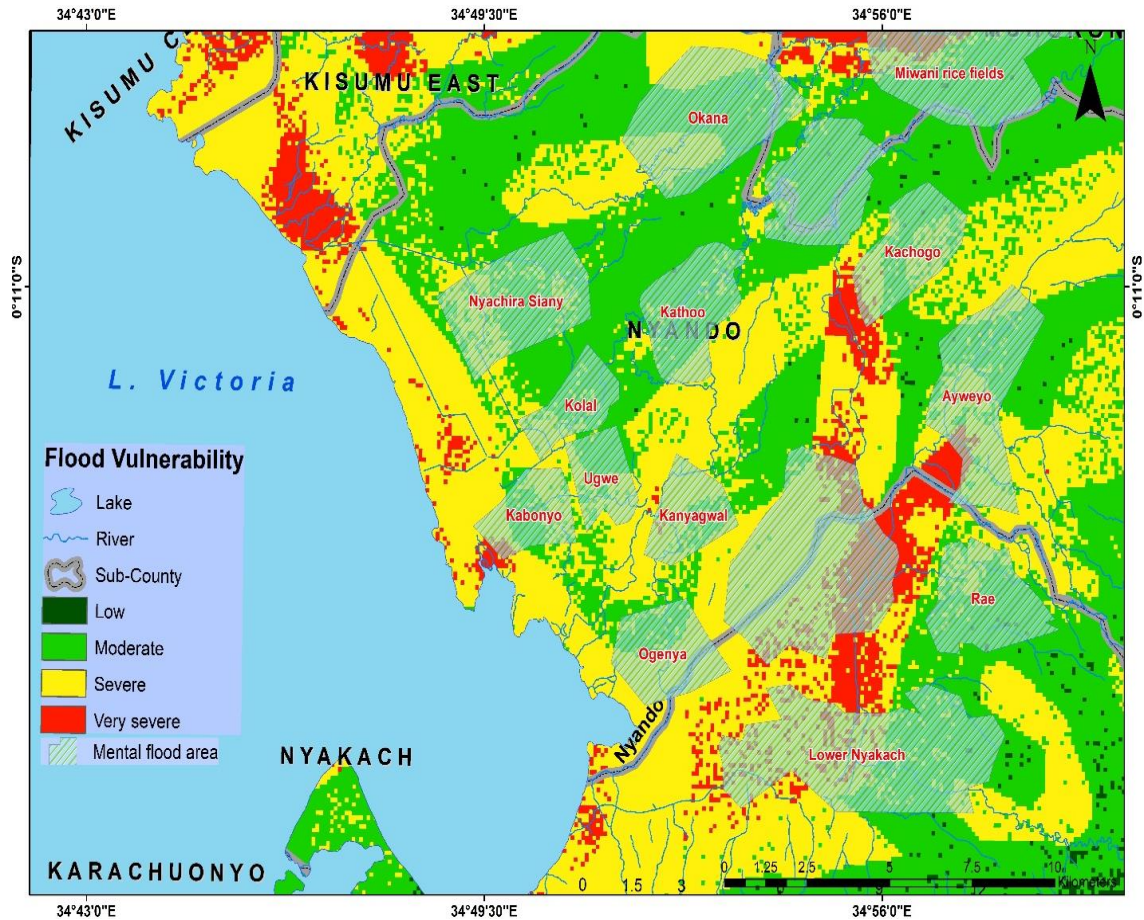 34°43'0"E 34°49'30"E 34°56'0"E
KISUMU
KISUMU EAST
Miwani rice fields
N
Okana
Kachogo
0°11'0"S 0°11'0"S
Nyachira Siany
Kathoo
NYANDO
L. Victoria
Kolal
Ayweyo
Flood Vulnerability
Lake
River
Sub-County
Low
Moderate
Severe
Very severe
Mental flood area
Ugwe
Kabonyo
Kanyagwal
Rae
Ogenya
Nyando
Lower Nyakach
NYAKACH
KARACHUONYO
0 1.25 2.5 5 7.5 10
Kilometers
0 1.5 3
34°43'0"E 34°49'30"E 34°56'0"E